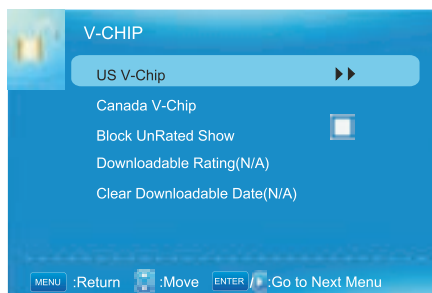 V-CHIP
US V-Chip
Canada V-Chip
Block UnRated Show
Downloadable Rating(N/A)
Clear Downloadable Date(N/A)
MENU :Return :Move ENTER / :Go to Next Menu